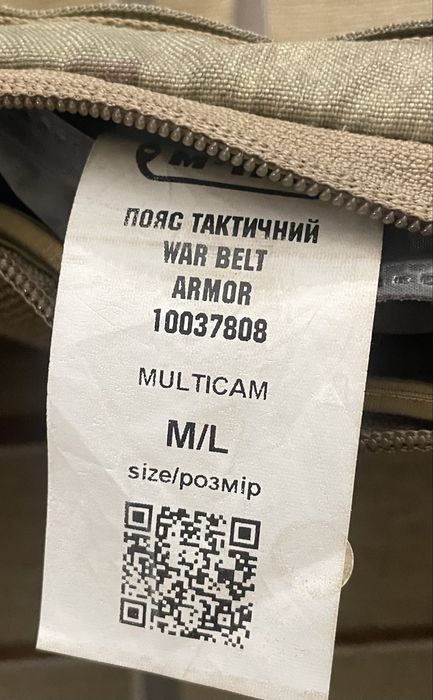 ПОЯС ТАКТИЧНИЙ
WAR BELT
ARMOR
10037808
MULTICAM
M/L
size/розмір